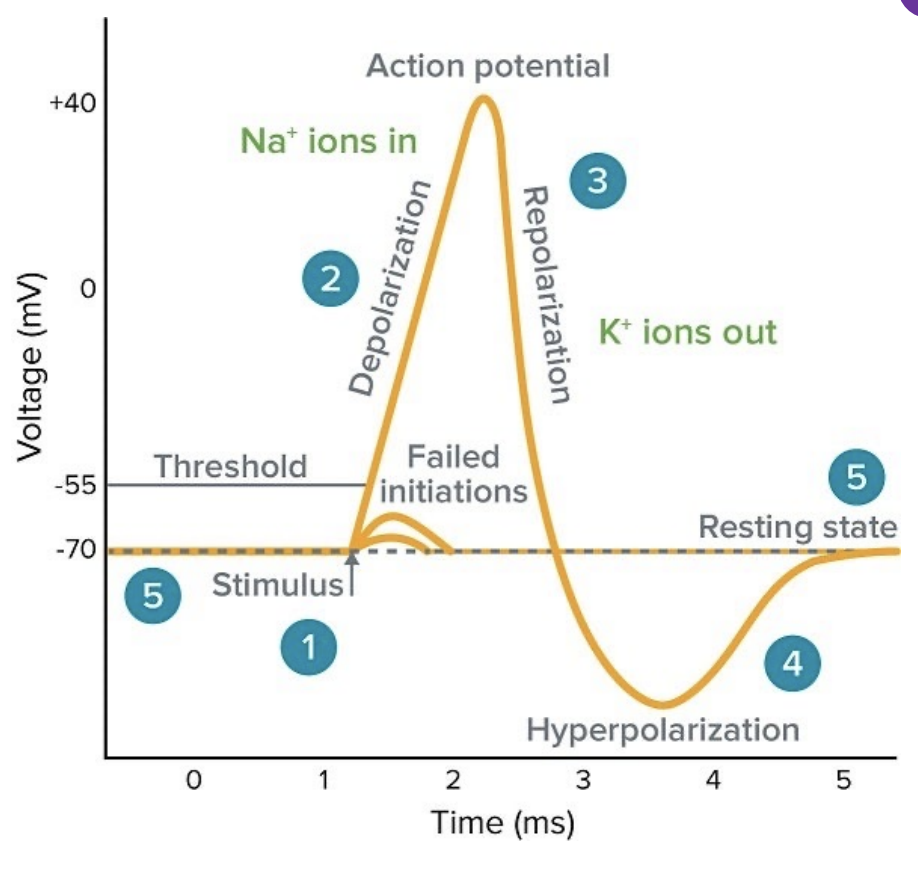 Action potential
+40
Na⁺ ions in
3
Depolarization
Repolarization
2
0
K⁺ ions out
Voltage (mV)
Threshold
Failed
initiations
-55
5
Resting state
-70
Stimulus
5
1
4
Hyperpolarization
0 1 2 3 4 5
Time (ms)